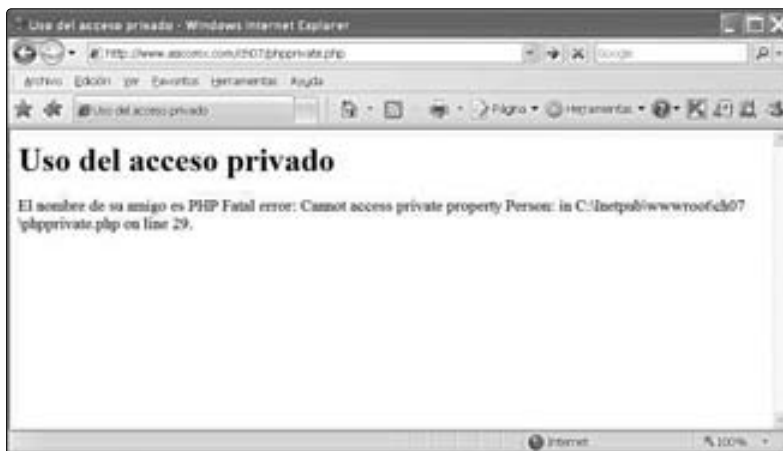 Uso del acceso privado - Windows Internet Explorer
Google
Archivo Edición Ver Favoritos Herramientas Ayuda
Uso del acceso privado
Página Herramientas
Uso del acceso privado
El nombre de su amigo es PHP Fatal error: Cannot access private property Person: in C:\Inetpub\wwwroot\ch07
\phpprivate.php on line 29.
Internet
100%